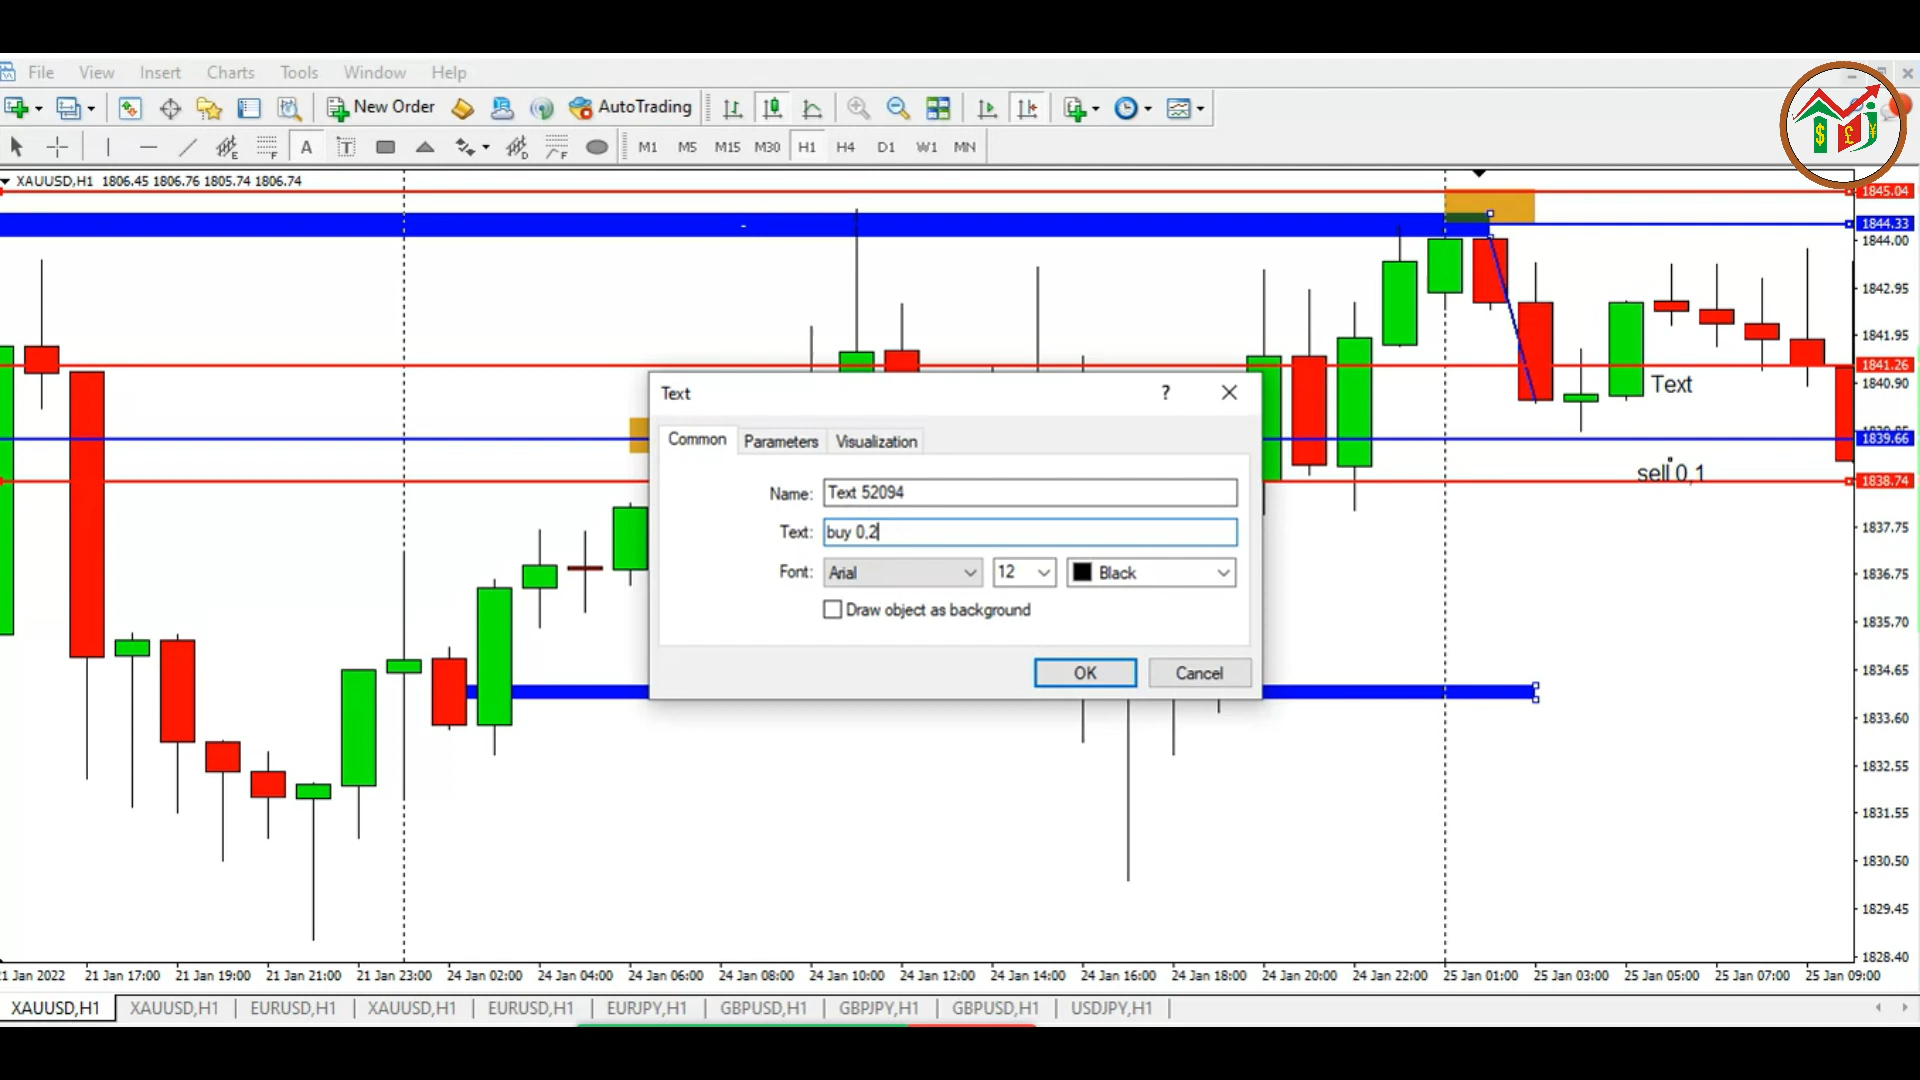 File View Insert Charts Tools Window Help
New Order AutoTrading
A T M1 M5 M15 M30 H1 H4 D1 W1 MN
XAUUSD,H1 1806.45 1806.76 1805.74 1806.74
1845.04
1844.33
1844.00
1842.95
1841.95
1841.26
1840.90
1839.66
1838.74
1837.75
1836.75
1835.70
1834.65
1833.60
1832.55
1831.55
1830.50
1829.45
1828.40
Text
sell 0,1
Text ?
Common Parameters Visualization
Name: Text 52094
Text: buy 0,2
Font: Arial 12 Black
Draw object as background
OK Cancel
21 Jan 17:00 21 Jan 19:00 21 Jan 21:00 21 Jan 23:00 24 Jan 02:00 24 Jan 04:00 24 Jan 06:00 24 Jan 08:00 24 Jan 10:00 24 Jan 12:00 24 Jan 14:00 24 Jan 16:00 24 Jan 18:00 24 Jan 20:00 24 Jan 22:00 25 Jan 01:00 25 Jan 03:00 25 Jan 05:00 25 Jan 07:00 25 Jan 09:00
XAUUSD,H1 XAUUSD,H1 EURUSD,H1 XAUUSD,H1 EURUSD,H1 EURJPY,H1 GBPUSD,H1 GBPJPY,H1 GBPUSD,H1 USDJPY,H1